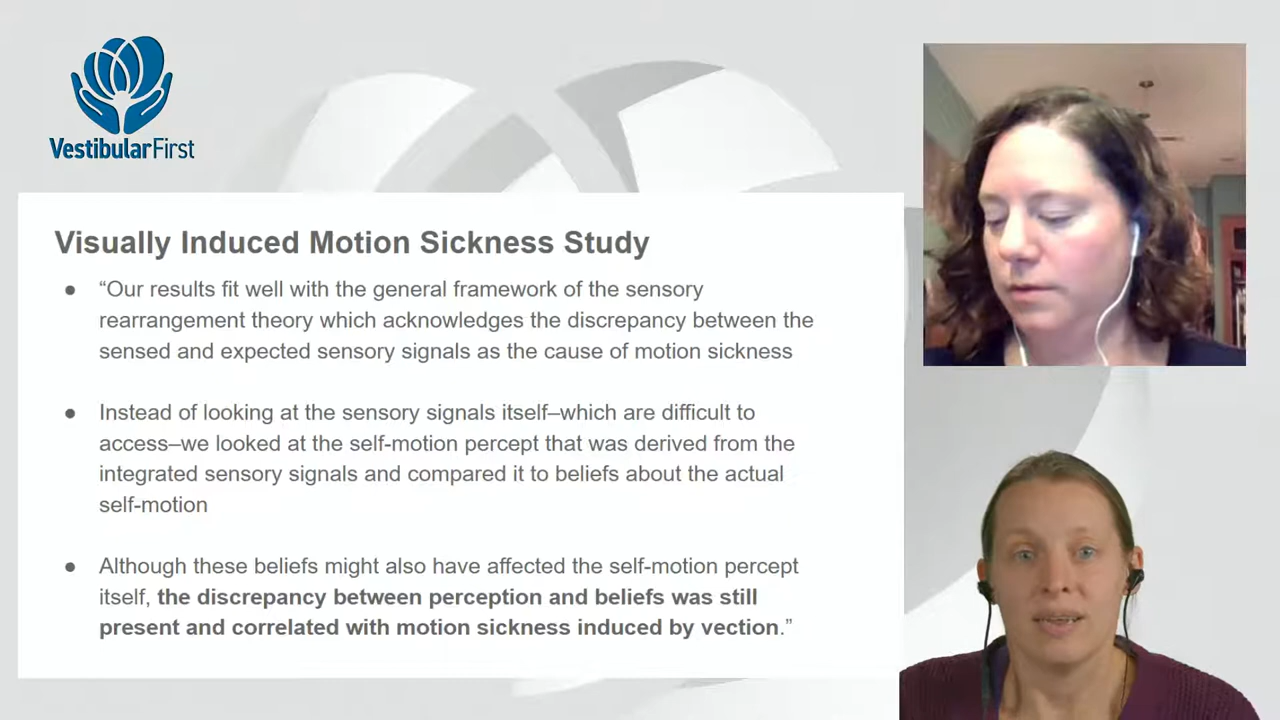 VestibularFirst
Visually Induced Motion Sickness Study
● “Our results fit well with the general framework of the sensory
rearrangement theory which acknowledges the discrepancy between the
sensed and expected sensory signals as the cause of motion sickness
● Instead of looking at the sensory signals itself–which are difficult to
access–we looked at the self-motion percept that was derived from the
integrated sensory signals and compared it to beliefs about the actual
self-motion
● Although these beliefs might also have affected the self-motion percept
itself, the discrepancy between perception and beliefs was still
present and correlated with motion sickness induced by vection.”